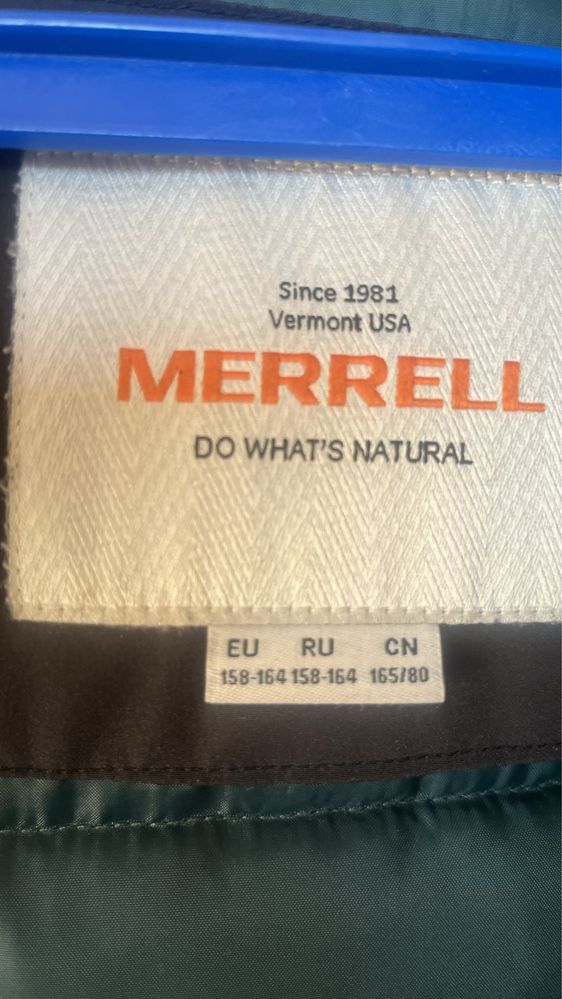 Since 1981
Vermont USA
MERRELL
DO WHAT'S NATURAL
EU RU CN
158-164 158-164 165/80